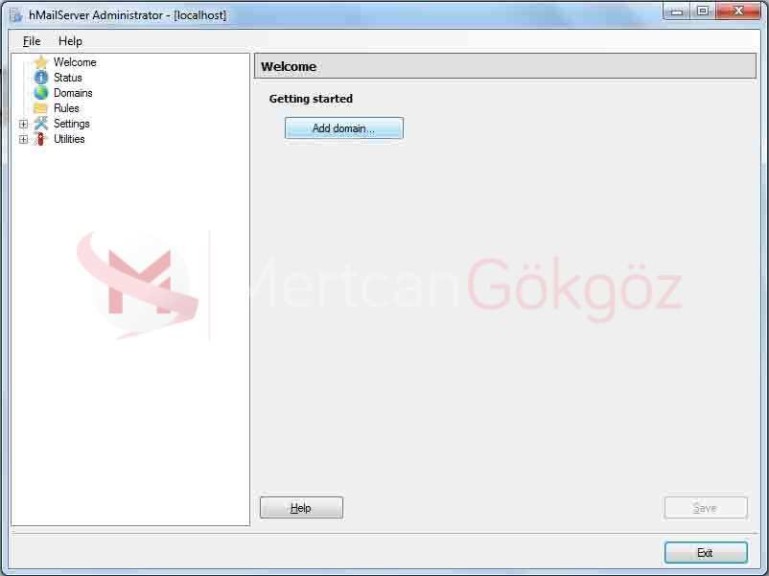 hMailServer Administrator - [localhost]
File Help
Welcome
Status
Domains
Rules
Settings
Utilities
Welcome
Getting started
Add domain...
MertcanGökgöz
Help
Save
Exit